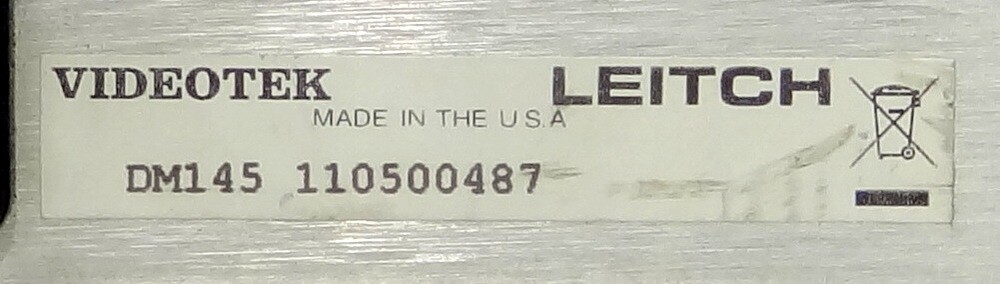 VIDEOTEK LEITCH
MADE IN THE U.S.A
DM145 110500487